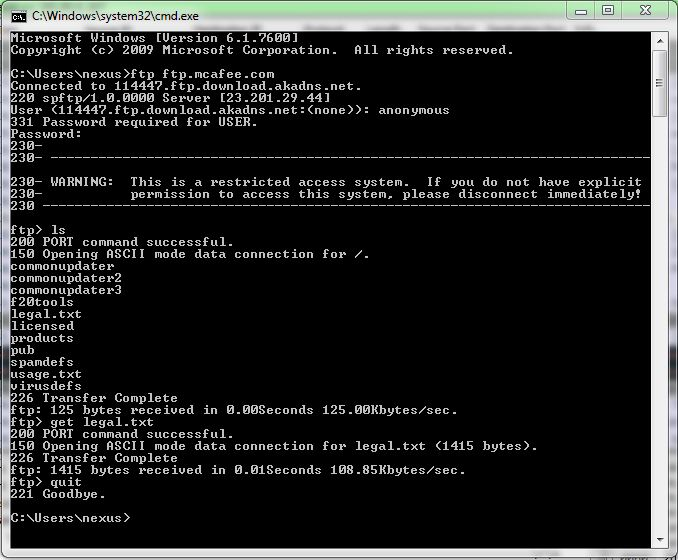 C:\Windows\system32\cmd.exe
Microsoft Windows [Version 6.1.7600]
Copyright (c) 2009 Microsoft Corporation.  All rights reserved.
C:\Users\nexus>ftp ftp.mcafee.com
Connected to 114447.ftp.download.akadns.net.
220 spftp/1.0.0000 Server [23.201.29.44]
User (114447.ftp.download.akadns.net:(none)): anonymous
331 Password required for USER.
Password:
230-
230- -----------------------------------------------------------------------
230- WARNING:  This is a restricted access system.  If you do not have explicit
230-           permission to access this system, please disconnect immediately!
230 ------------------------------------------------------------------------
ftp> ls
200 PORT command successful.
150 Opening ASCII mode data connection for /.
commonupdater
commonupdater2
commonupdater3
f20tools
legal.txt
licensed
products
pub
spamdefs
usage.txt
virusdefs
226 Transfer Complete
ftp: 125 bytes received in 0.00Seconds 125.00Kbytes/sec.
ftp> get legal.txt
200 PORT command successful.
150 Opening ASCII mode data connection for legal.txt (1415 bytes).
226 Transfer Complete
ftp: 1415 bytes received in 0.01Seconds 108.85Kbytes/sec.
ftp> quit
221 Goodbye.
C:\Users\nexus>